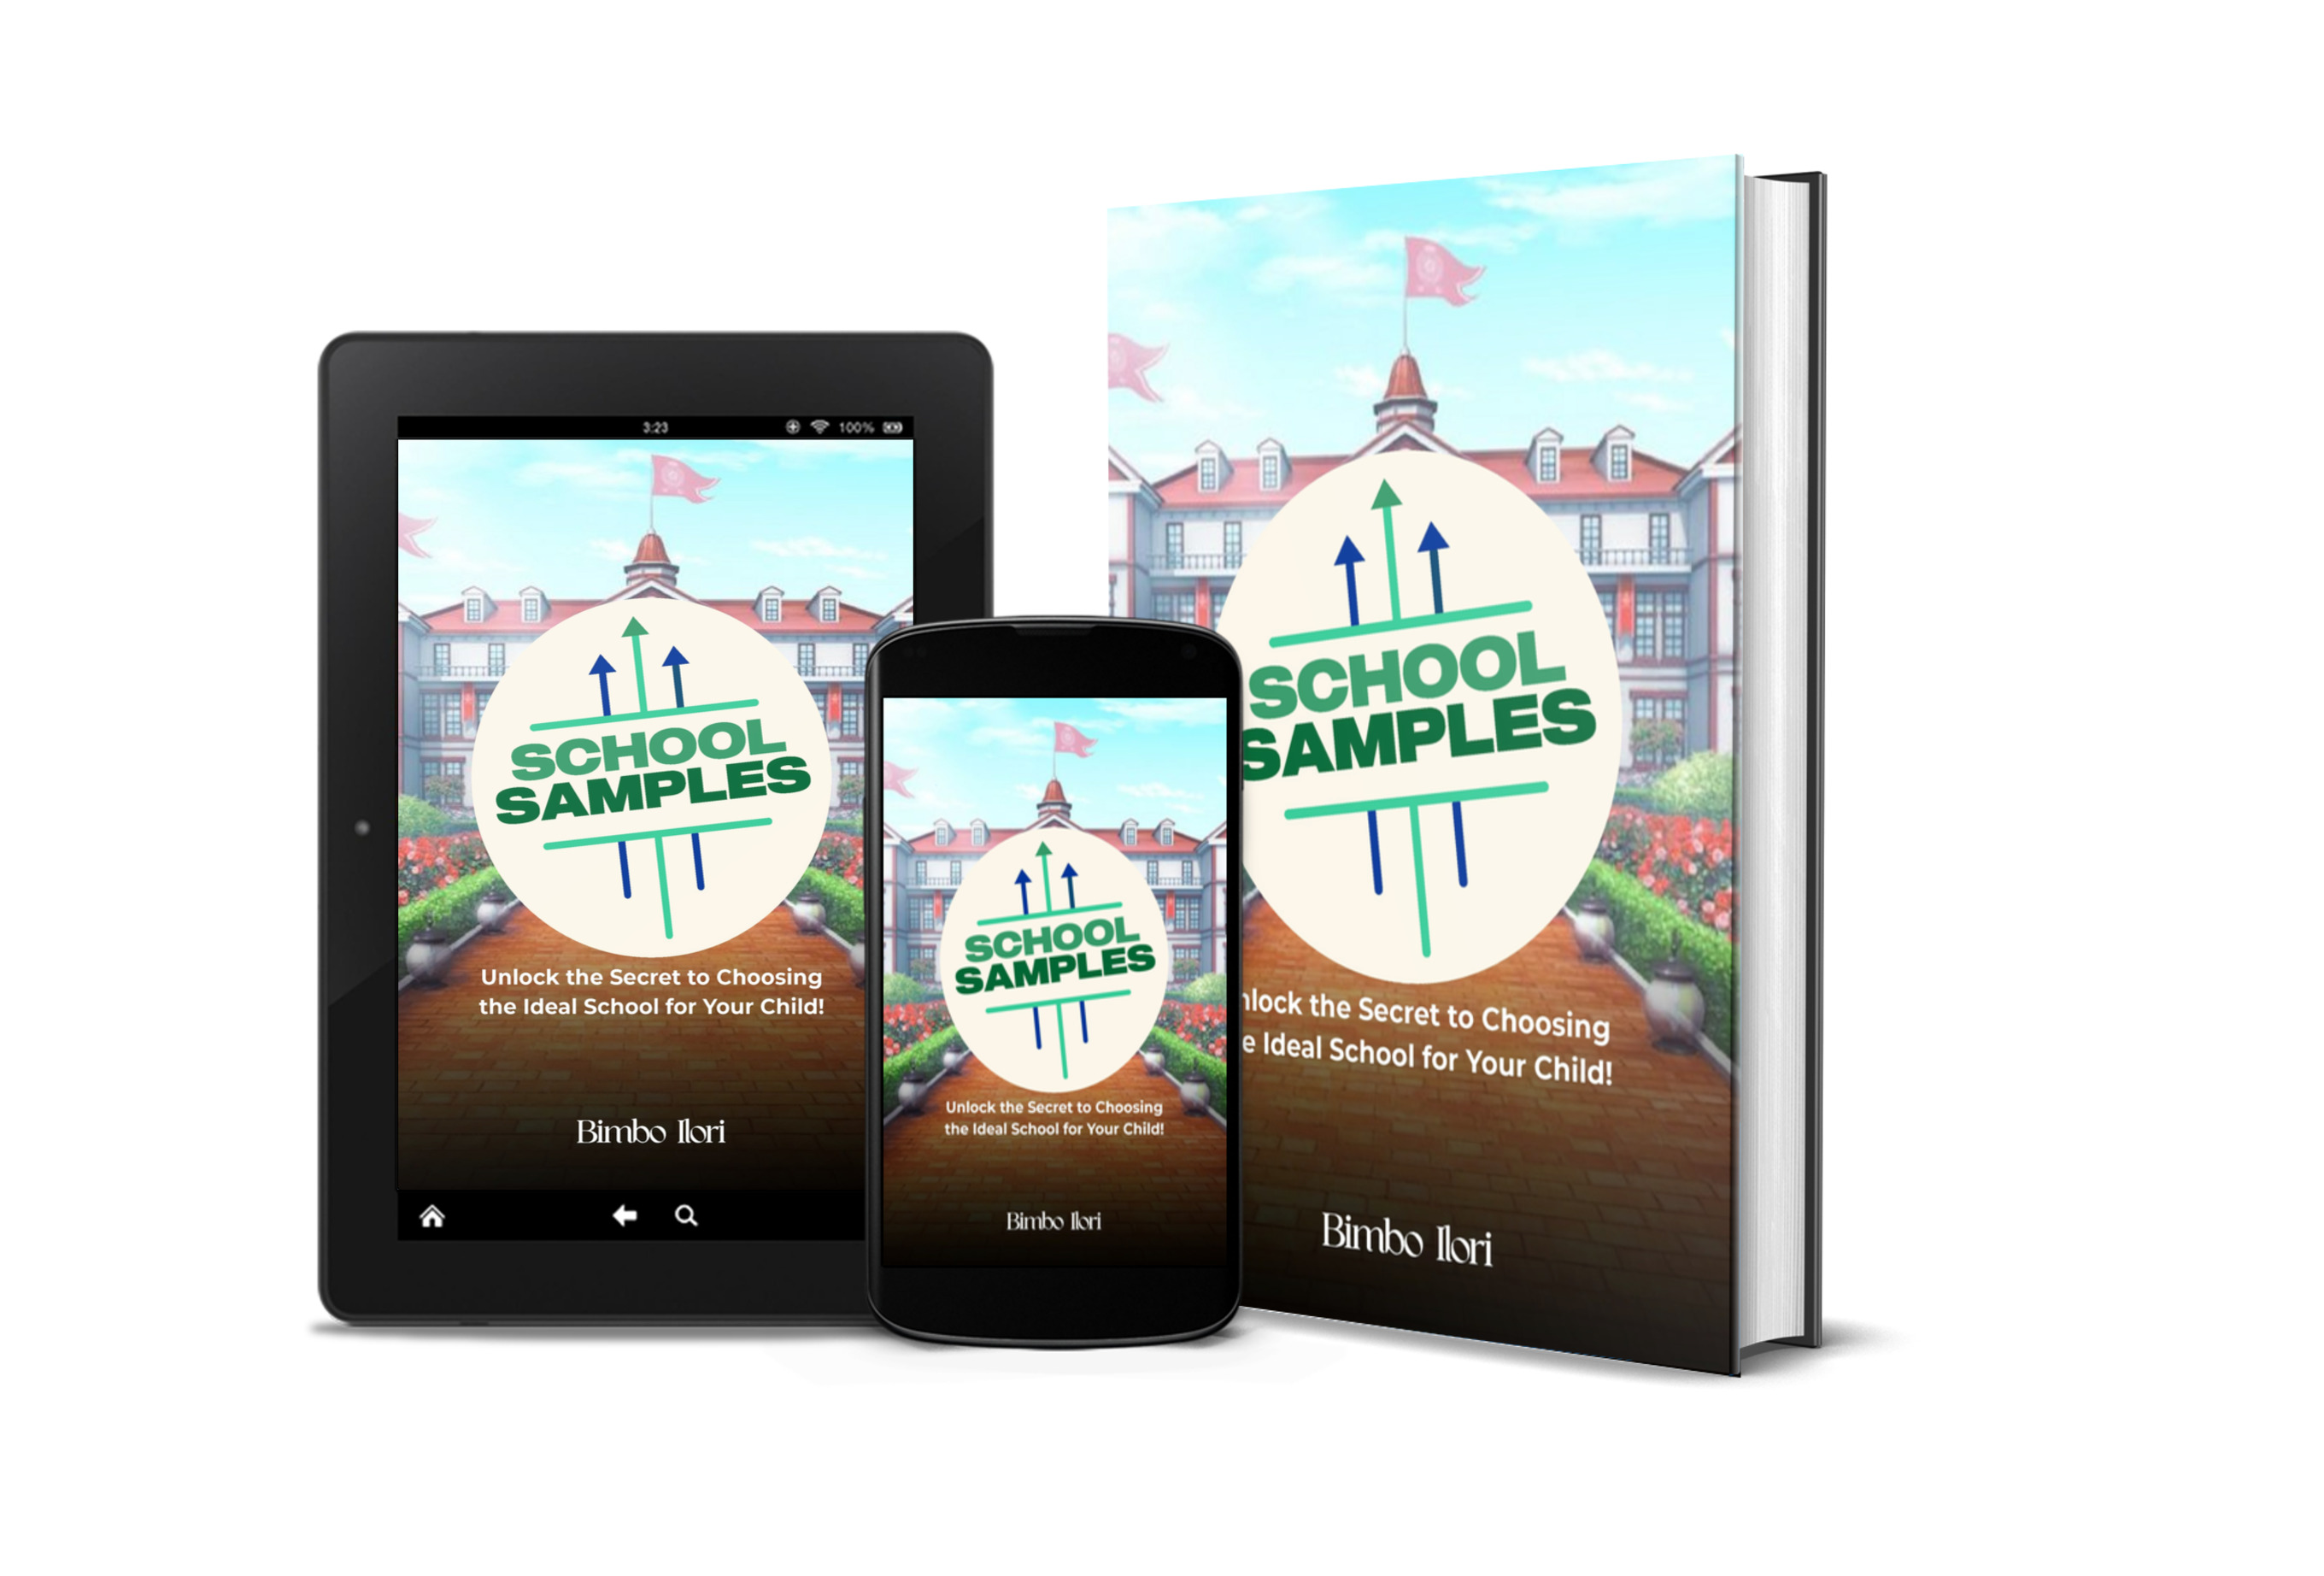 3:23
100%
SCHOOL
SAMPLES
Unlock the Secret to Choosing
the Ideal School for Your Child!
Bimbo Ilori
SCHOOL
SAMPLES
Unlock the Secret to Choosing
the Ideal School for Your Child!
Bimbo Ilori
SCHOOL
SAMPLES
nlock the Secret to Choosing
e Ideal School for Your Child!
Bimbo Ilori